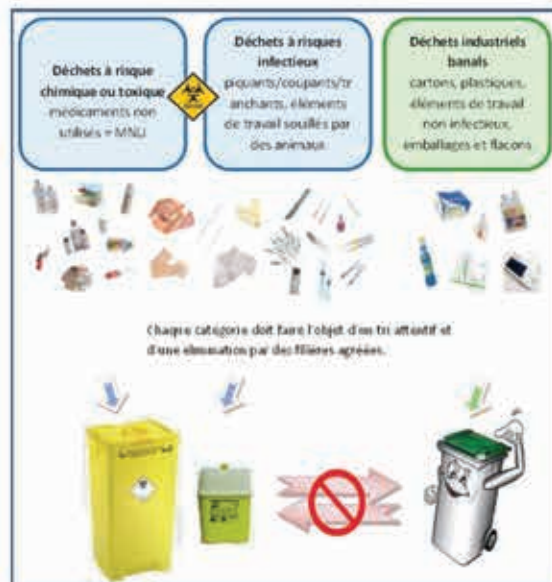 Déchets à risque
chimique ou toxique
médicaments non
utilisés = MNU
Déchets à risques
infectieux
piquants/coupants/tr
anchants, éléments
de travail souillés par
des animaux
Déchets industriels
banals
cartons, plastiques,
éléments de travail
non infectieux,
emballages et flacons
Chaque catégorie doit faire l'objet d'un tri attentif et
d'une élimination par des filières agréées.